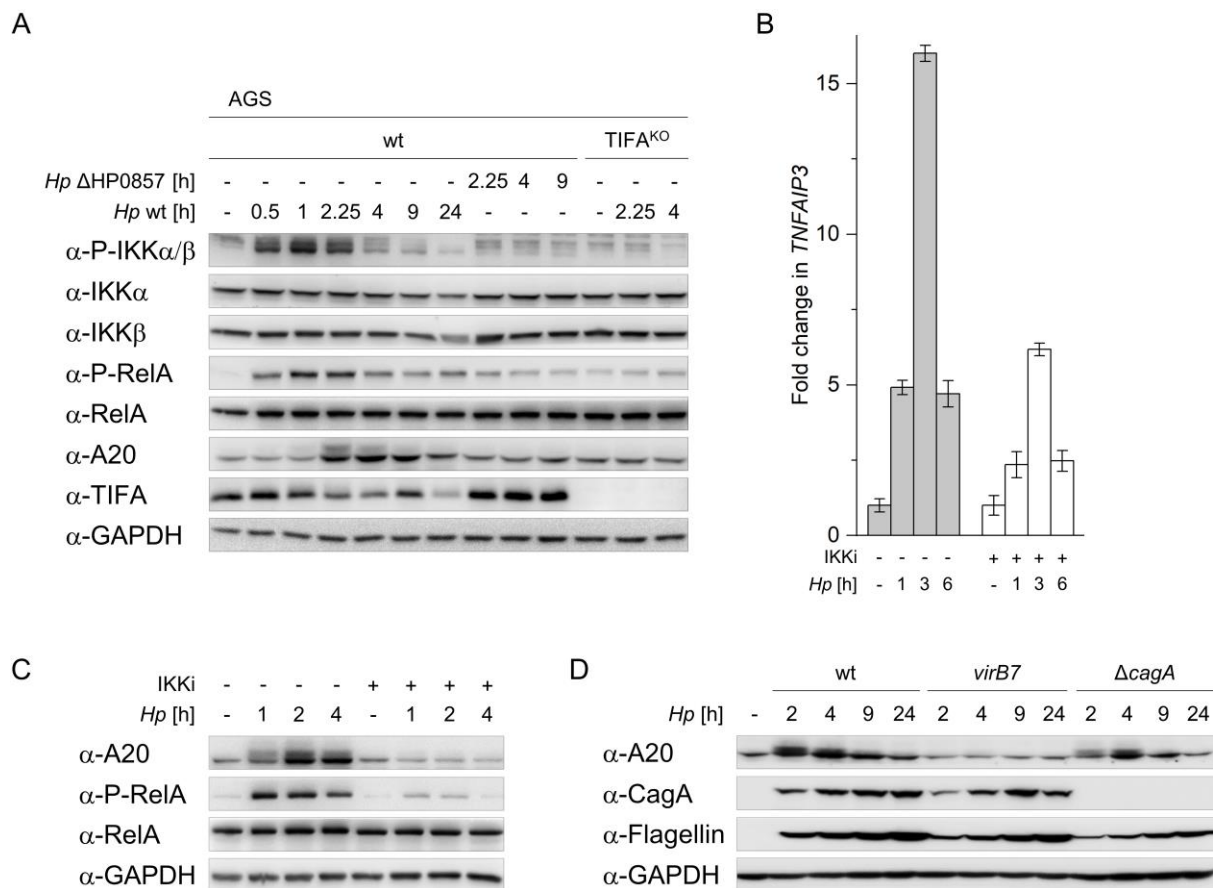 A
AGS
wt TIFAKO
Hp ΔHP0857 [h] - - - - - - - 2.25 4 9 - - -
Hp wt [h] - 0.5 1 2.25 4 9 24 - - - - 2.25 4
α-P-IKKα/β
α-IKKα
α-IKKβ
α-P-RelA
α-RelA
α-A20
α-TIFA
α-GAPDH
B
Fold change in TNFAIP3
15
10
5
0
IKKi - - - - + + + +
Hp [h] - 1 3 6 - 1 3 6
C
IKKi - - - - + + + +
Hp [h] - 1 2 4 - 1 2 4
α-A20
α-P-RelA
α-RelA
α-GAPDH
D
wt virB7 ΔcagA
Hp [h] - 2 4 9 24 2 4 9 24 2 4 9 24
α-A20
α-CagA
α-Flagellin
α-GAPDH